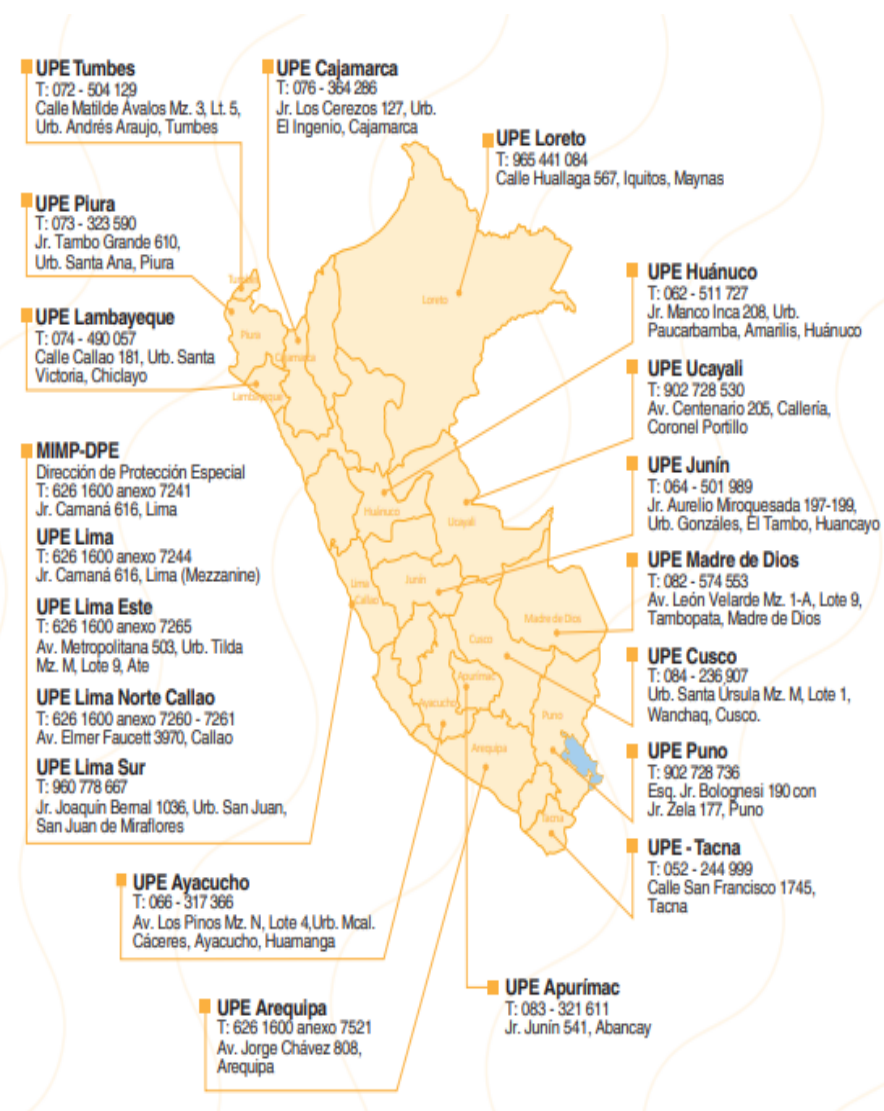 UPE Tumbes
T: 072 - 504 129
Calle Matilde Ávalos Mz. 3, Lt. 5,
Urb. Andrés Araujo, Tumbes
UPE Cajamarca
T: 076 - 364 286
Jr. Los Cerezos 127, Urb.
El Ingenio, Cajamarca
UPE Loreto
T: 965 441 084
Calle Huallaga 567, Iquitos, Maynas
UPE Piura
T: 073 - 323 590
Jr. Tambo Grande 610,
Urb. Santa Ana, Piura
UPE Lambayeque
T: 074 - 490 057
Calle Callao 181, Urb. Santa
Victoria, Chiclayo
MIMP-DPE
Dirección de Protección Especial
T: 626 1600 anexo 7241
Jr. Camaná 616, Lima
UPE Lima
T: 626 1600 anexo 7244
Jr. Camaná 616, Lima (Mezzanine)
UPE Lima Este
T: 626 1600 anexo 7265
Av. Metropolitana 503, Urb. Tilda
Mz. M, Lote 9, Ate
UPE Lima Norte Callao
T: 626 1600 anexo 7260 - 7261
Av. Elmer Faucett 3970, Callao
UPE Lima Sur
T: 960 778 667
Jr. Joaquín Bernal 1036, Urb. San Juan,
San Juan de Miraflores
UPE Ayacucho
T: 066 - 317 366
Av. Los Pinos Mz. N, Lote 4,Urb. Mcal.
Cáceres, Ayacucho, Huamanga
UPE Arequipa
T: 626 1600 anexo 7521
Av. Jorge Chávez 808,
Arequipa
Tumbes
Piura
Cajamarca
Lambayeque
Loreto
Huánuco
Ucayali
Lima
Callao
Junín
Madre de Dios
Cusco
Apurímac
Ayacucho
Puno
Arequipa
Tacna
UPE Huánuco
T: 062 - 511 727
Jr. Manco Inca 208, Urb.
Paucarbamba, Amarilis, Huánuco
UPE Ucayali
T: 902 728 530
Av. Centenario 205, Callería,
Coronel Portillo
UPE Junín
T: 064 - 501 989
Jr. Aurelio Miroquesada 197-199,
Urb. Gonzáles, El Tambo, Huancayo
UPE Madre de Dios
T: 082 - 574 553
Av. León Velarde Mz. 1-A, Lote 9,
Tambopata, Madre de Dios
UPE Cusco
T: 084 - 236,907
Urb. Santa Úrsula Mz. M, Lote 1,
Wanchaq, Cusco.
UPE Puno
T: 902 728 736
Esq. Jr. Bolognesi 190 con
Jr. Zela 177, Puno
UPE - Tacna
T: 052 - 244 999
Calle San Francisco 1745,
Tacna
UPE Apurímac
T: 083 - 321 611
Jr. Junín 541, Abancay